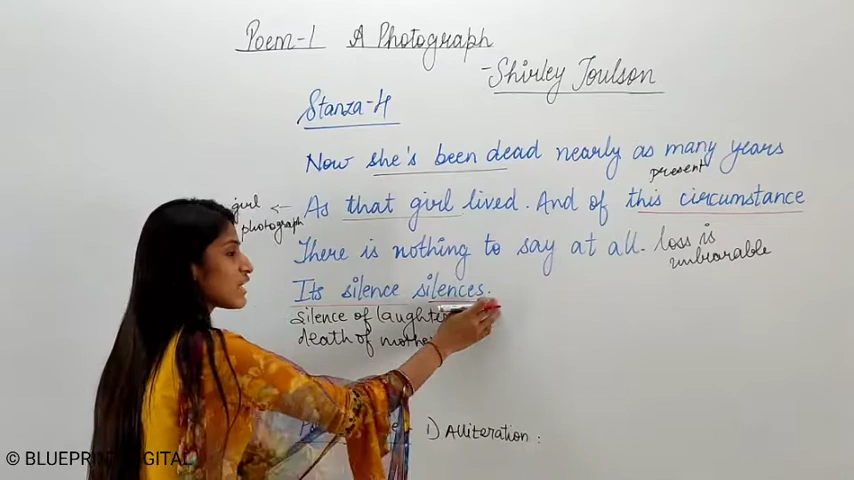 Poem-1 A Photograph
-Shirley Toulson
Stanza-4
Now she's been dead nearly as many years
present
girl
photograph
As that girl lived. And of this circumstance
There is nothing to say at all.
loss is
unbearable
Its silence silences.
silence of laughter
death of mother
1) Alliteration :
© BLUEPRINT DIGITAL